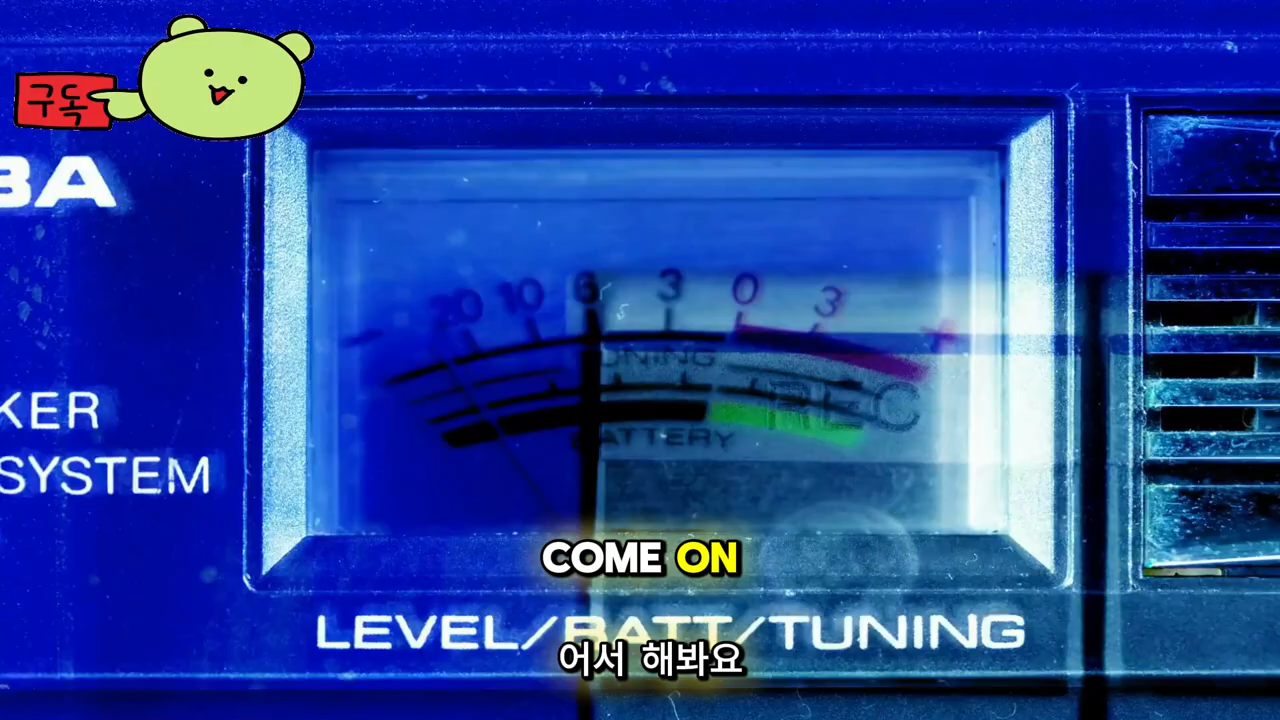 구독
BA
20 10 6 3 0 3
TUNING
REC
KER
BATTERY
SYSTEM
COME ON
LEVEL/BATT/TUNING
어서 해봐요